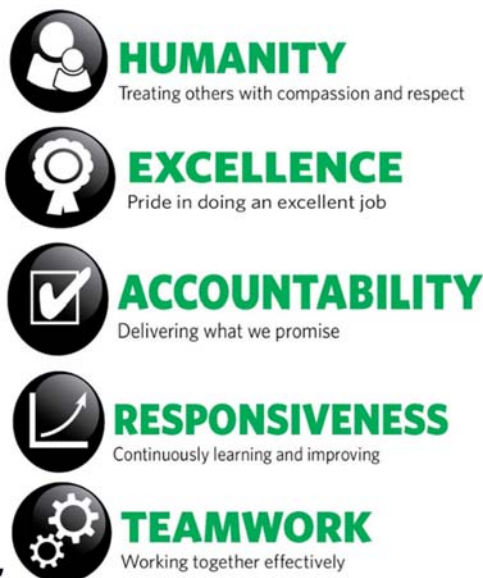 HUMANITY
Treating others with compassion and respect
EXCELLENCE
Pride in doing an excellent job
ACCOUNTABILITY
Delivering what we promise
RESPONSIVENESS
Continuously learning and improving
TEAMWORK
Working together effectively